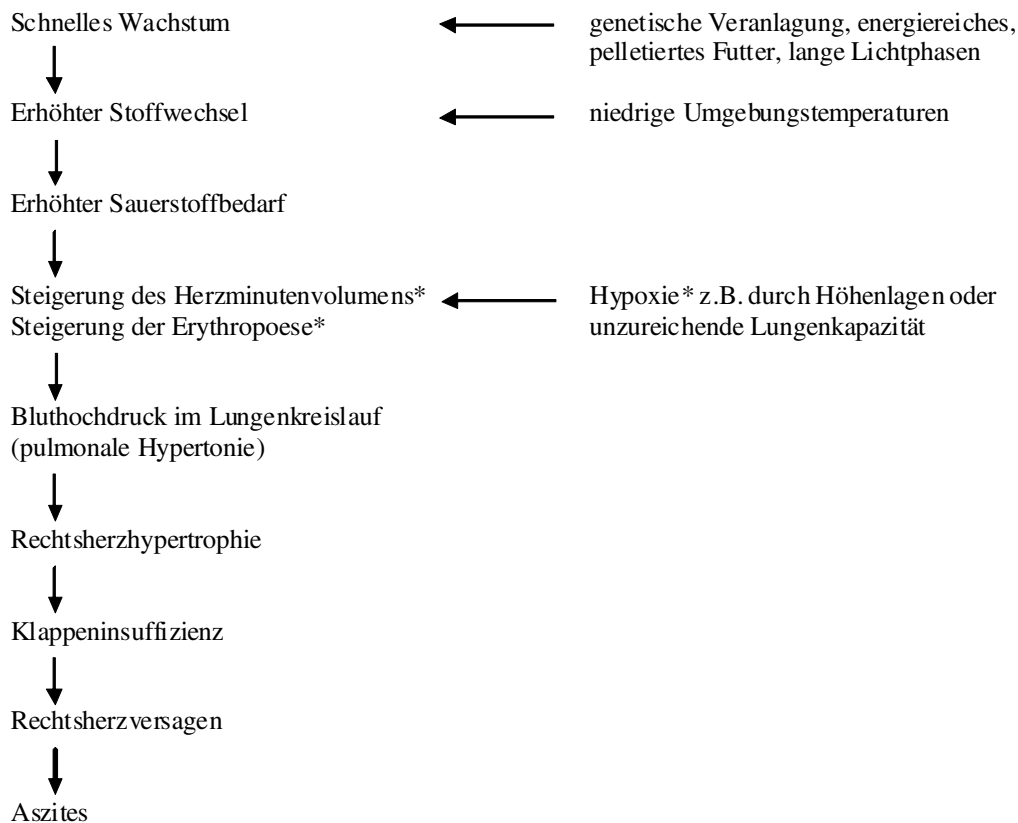 Schnelles Wachstum
genetische Veranlagung, energiereiches,
pelletiertes Futter, lange Lichtphasen
Erhöhter Stoffwechsel
niedrige Umgebungstemperaturen
Erhöhter Sauerstoffbedarf
Steigerung des Herzminutenvolumens*
Steigerung der Erythropoese*
Hypoxie* z.B. durch Höhenlagen oder
unzureichende Lungenkapazität
Bluthochdruck im Lungenkreislauf
(pulmonale Hypertonie)
Rechtsherzhypertrophie
Klappeninsuffizienz
Rechtsherzversagen
Aszites